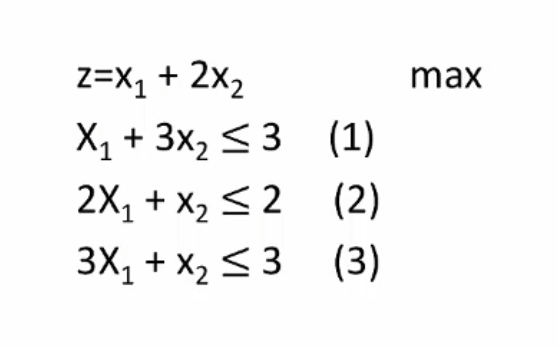 z=x₁ + 2x₂ max
X₁ + 3x₂ ≤ 3 (1)
2X₁ + x₂ ≤ 2 (2)
3X₁ + x₂ ≤ 3 (3)